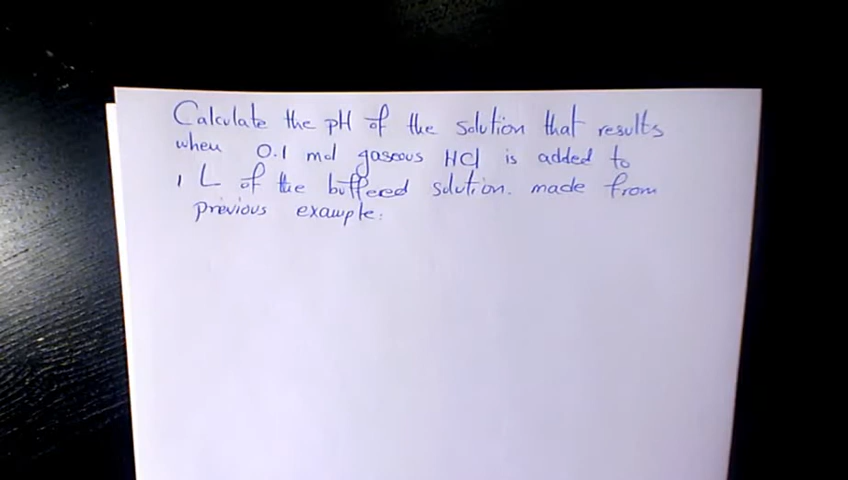 Calculate the pH of the solution that results
when 0.1 mol gaseous HCl is added to
1 L of the buffered solution. made from
previous example.